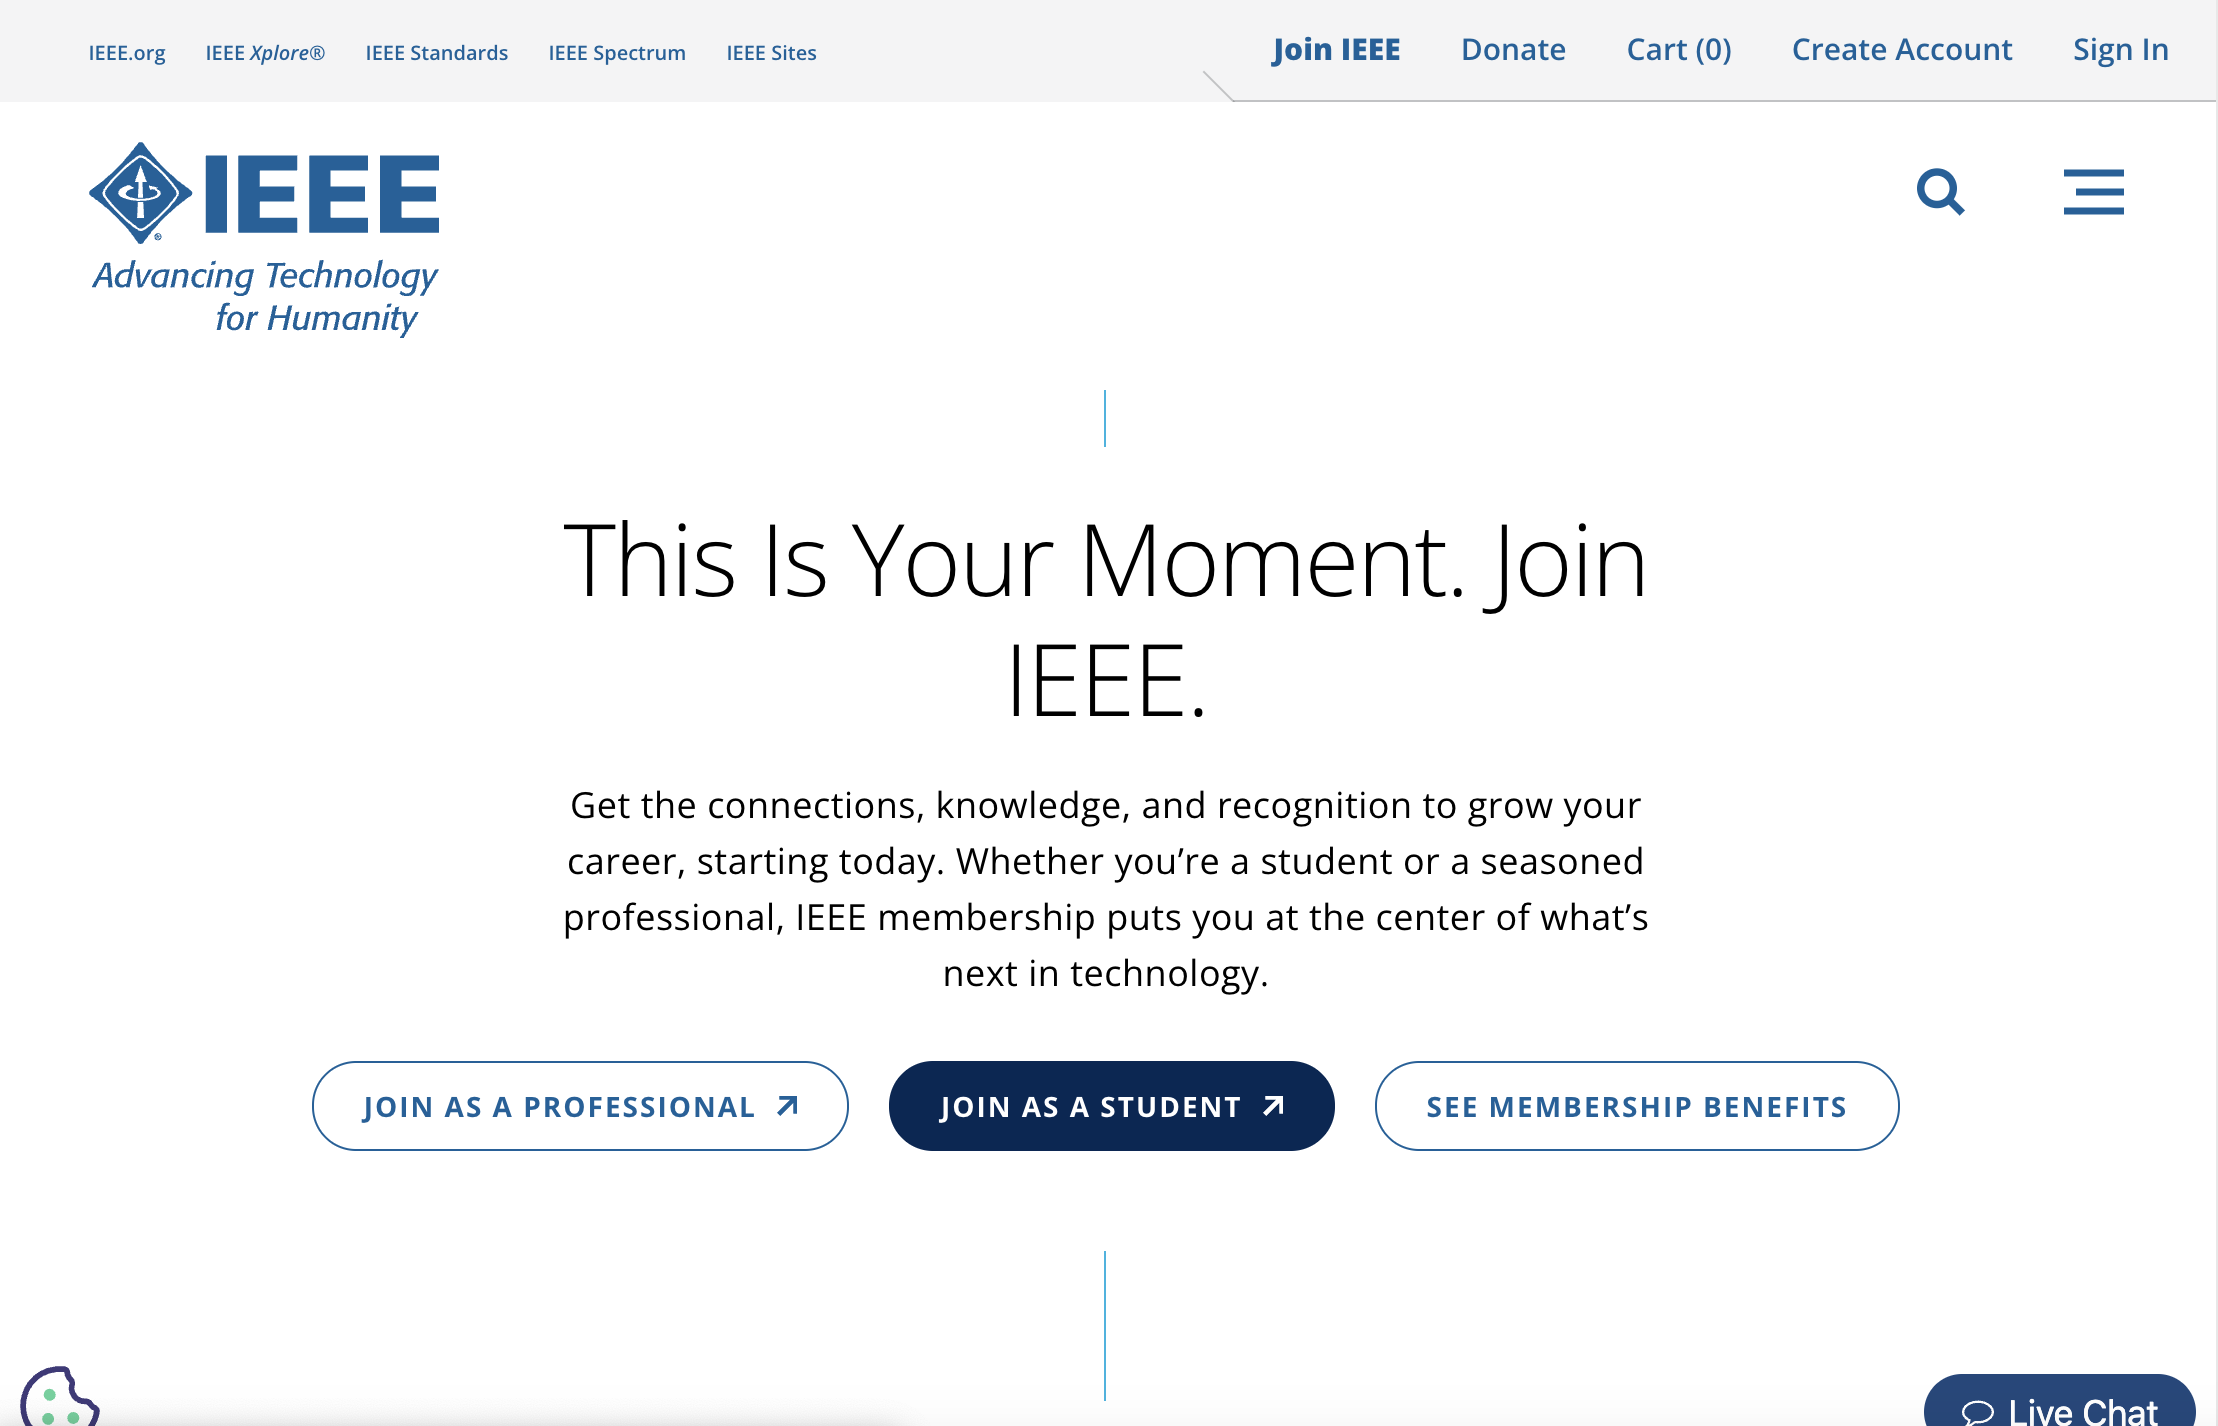 IEEE.org IEEE Xplore® IEEE Standards IEEE Spectrum IEEE Sites
Join IEEE Donate Cart (0) Create Account Sign In
IEEE
®
Advancing Technology
for Humanity
This Is Your Moment. Join
IEEE.
Get the connections, knowledge, and recognition to grow your
career, starting today. Whether you’re a student or a seasoned
professional, IEEE membership puts you at the center of what’s
next in technology.
JOIN AS A PROFESSIONAL JOIN AS A STUDENT SEE MEMBERSHIP BENEFITS
Live Chat